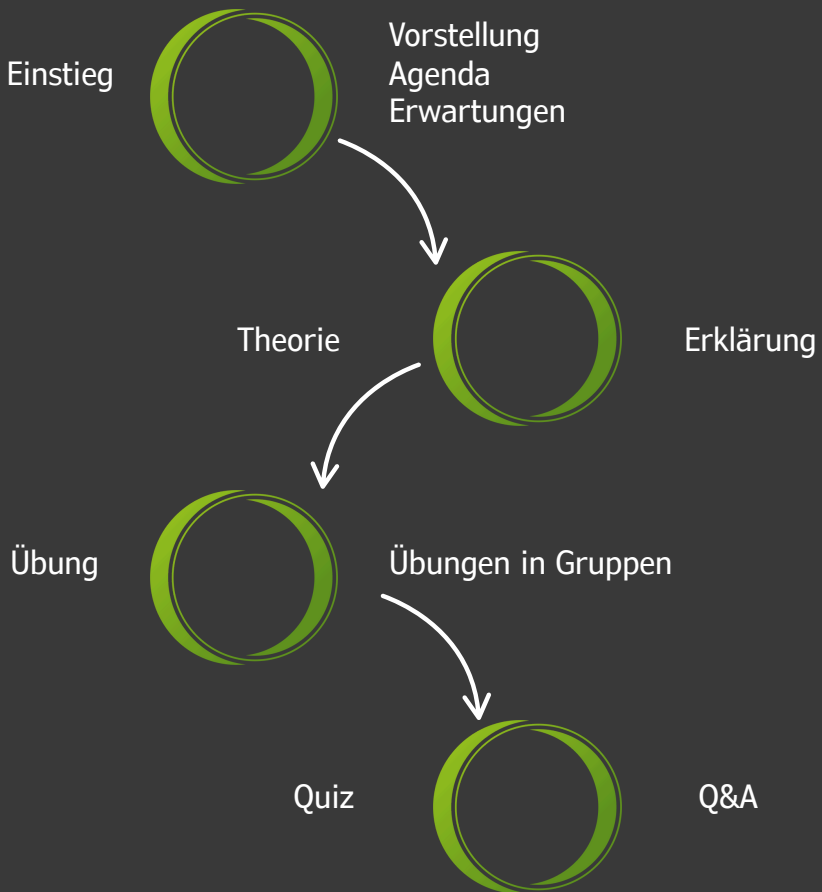 Einstieg
Vorstellung
Agenda
Erwartungen
Theorie
Erklärung
Übung
Übungen in Gruppen
Quiz
Q&A